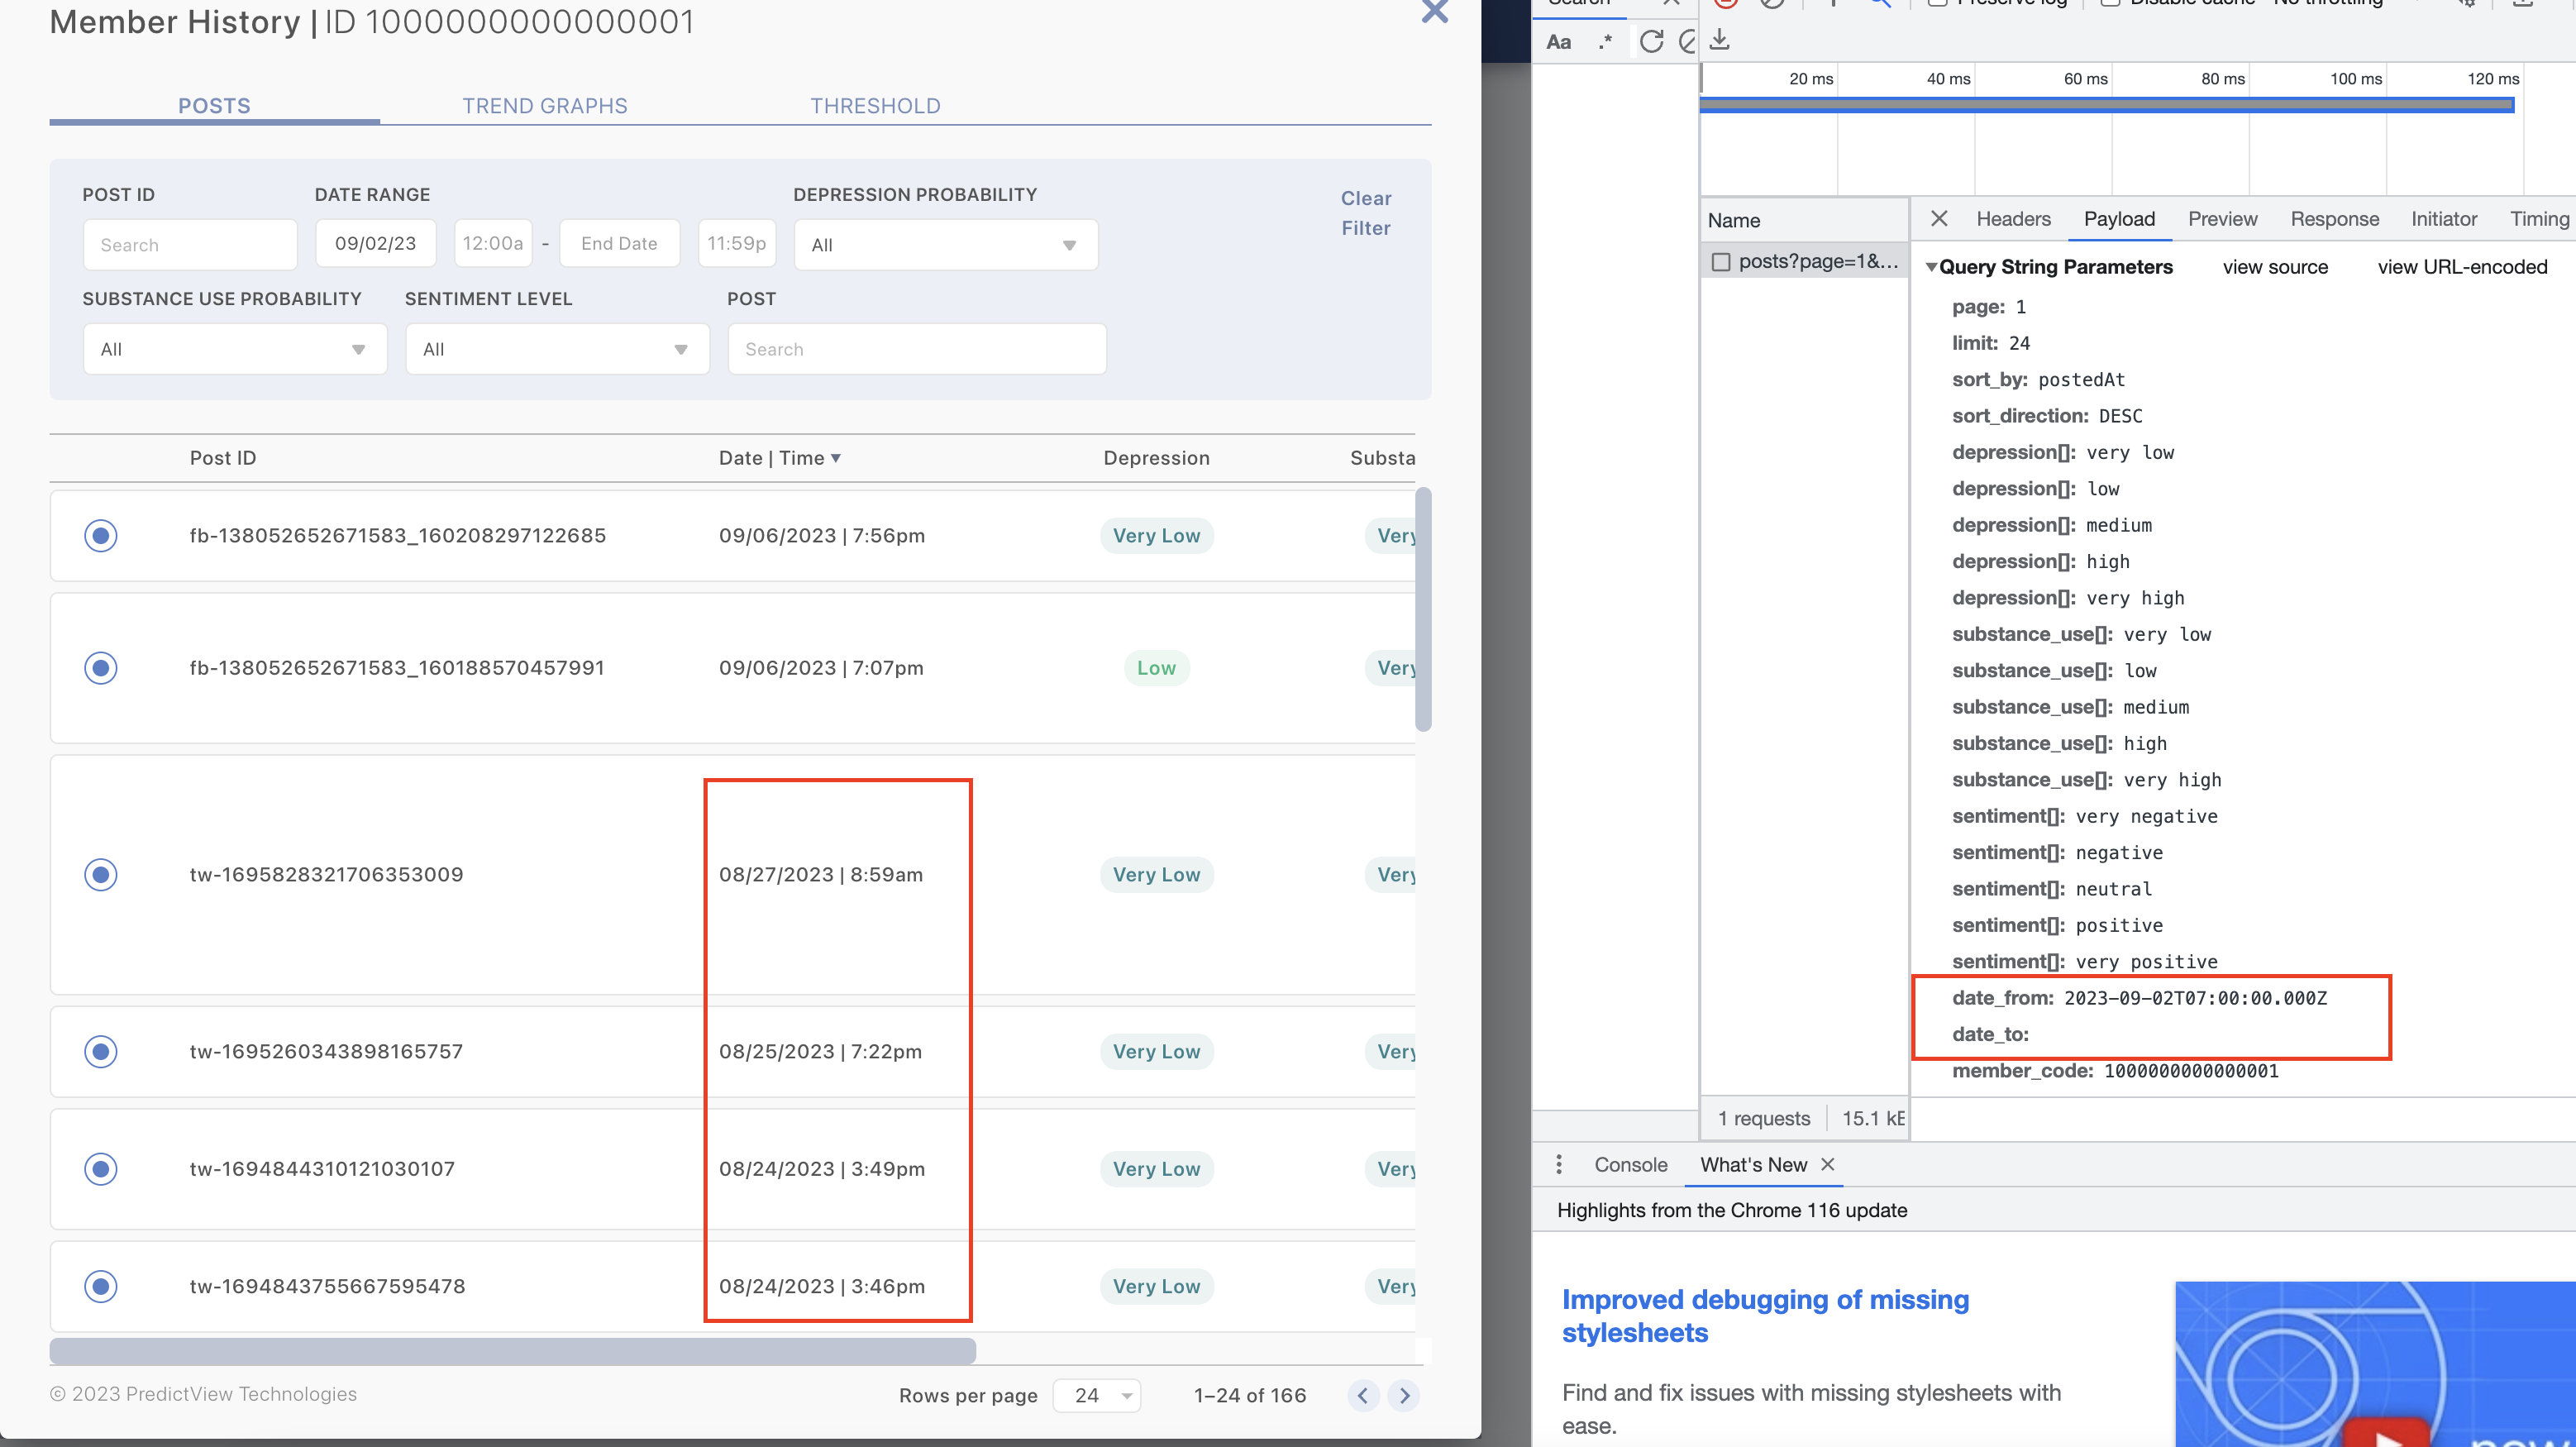 Member History | ID 1000000000000001
POSTS
TREND GRAPHS
THRESHOLD
POST ID
DATE RANGE
DEPRESSION PROBABILITY
Clear
Filter
Search
09/02/23
12:00a
-
End Date
11:59p
All
SUBSTANCE USE PROBABILITY
SENTIMENT LEVEL
POST
All
All
Search
Post ID
Date | Time
Depression
Substa
fb-138052652671583_160208297122685
09/06/2023 | 7:56pm
Very Low
Very
fb-138052652671583_160188570457991
09/06/2023 | 7:07pm
Low
Very
tw-1695828321706353009
08/27/2023 | 8:59am
Very Low
Very
tw-1695260343898165757
08/25/2023 | 7:22pm
Very Low
Very
tw-1694844310121030107
08/24/2023 | 3:49pm
Very Low
Very
tw-1694843755667595478
08/24/2023 | 3:46pm
Very Low
Very
© 2023 PredictView Technologies
Rows per page
24
1–24 of 166
Search
Preserve log
Disable cache
No throttling
Aa
.*
20 ms
40 ms
60 ms
80 ms
100 ms
120 ms
Name
Headers
Payload
Preview
Response
Initiator
Timing
posts?page=1&...
Query String Parameters
view source
view URL-encoded
page: 1
limit: 24
sort_by: postedAt
sort_direction: DESC
depression[]: very low
depression[]: low
depression[]: medium
depression[]: high
depression[]: very high
substance_use[]: very low
substance_use[]: low
substance_use[]: medium
substance_use[]: high
substance_use[]: very high
sentiment[]: very negative
sentiment[]: negative
sentiment[]: neutral
sentiment[]: positive
sentiment[]: very positive
date_from: 2023-09-02T07:00:00.000Z
date_to:
member_code: 1000000000000001
1 requests
15.1 kB
Console
What's New
Highlights from the Chrome 116 update
Improved debugging of missing
stylesheets
Find and fix issues with missing stylesheets with
ease.
new